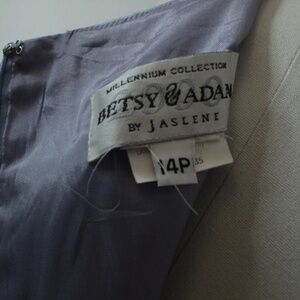 MILLENNIUM COLLECTION
BETSY & ADAM
BY JASLENE
14P